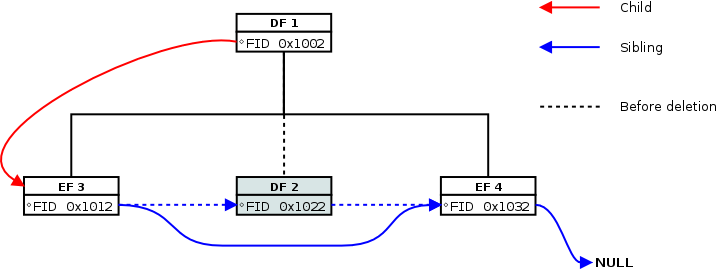 DF 1
FID 0x1002
Child
Sibling
Before deletion
EF 3
FID 0x1012
DF 2
FID 0x1022
EF 4
FID 0x1032
NULL